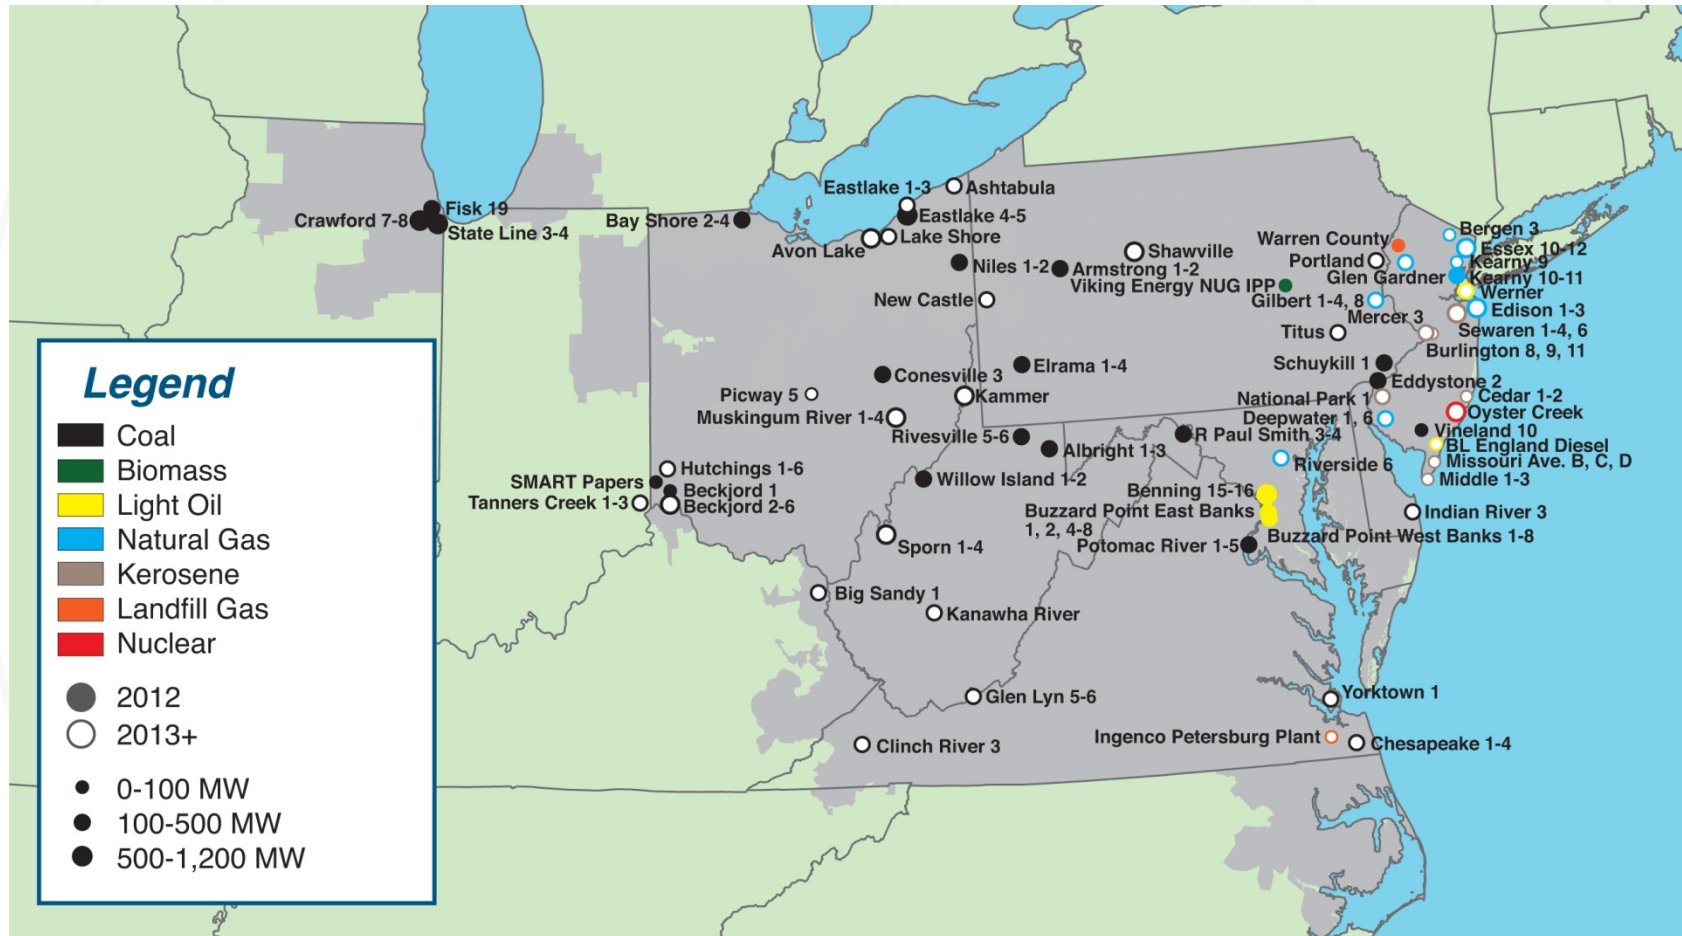 Eastlake 1-3
Ashtabula
Fisk 19
Crawford 7-8
State Line 3-4
Bay Shore 2-4
Eastlake 4-5
Avon Lake
Lake Shore
Niles 1-2
Armstrong 1-2
Shawville
Viking Energy NUG IPP
New Castle
Warren County
Portland
Glen Gardner
Gilbert 1-4, 8
Mercer 3
Titus
Bergen 3
Essex 10-12
Kearny 9
Kearny 10-11
Werner
Edison 1-3
Sewaren 1-4, 6
Burlington 8, 9, 11
Schuykill 1
Eddystone 2
National Park 1
Cedar 1-2
Deepwater 1, 6
Oyster Creek
Vineland 10
BL England Diesel
Missouri Ave. B, C, D
Middle 1-3
Elrama 1-4
Conesville 3
Picway 5
Kammer
Muskingum River 1-4
Rivesville 5-6
Albright 1-3
R Paul Smith 3-4
Riverside 6
Hutchings 1-6
SMART Papers
Beckjord 1
Tanners Creek 1-3
Beckjord 2-6
Willow Island 1-2
Benning 15-16
Buzzard Point East Banks
1, 2, 4-8
Buzzard Point West Banks 1-8
Indian River 3
Potomac River 1-5
Sporn 1-4
Big Sandy 1
Kanawha River
Glen Lyn 5-6
Yorktown 1
Clinch River 3
Ingenco Petersburg Plant
Chesapeake 1-4
Legend
Coal
Biomass
Light Oil
Natural Gas
Kerosene
Landfill Gas
Nuclear
2012
2013+
0-100 MW
100-500 MW
500-1,200 MW